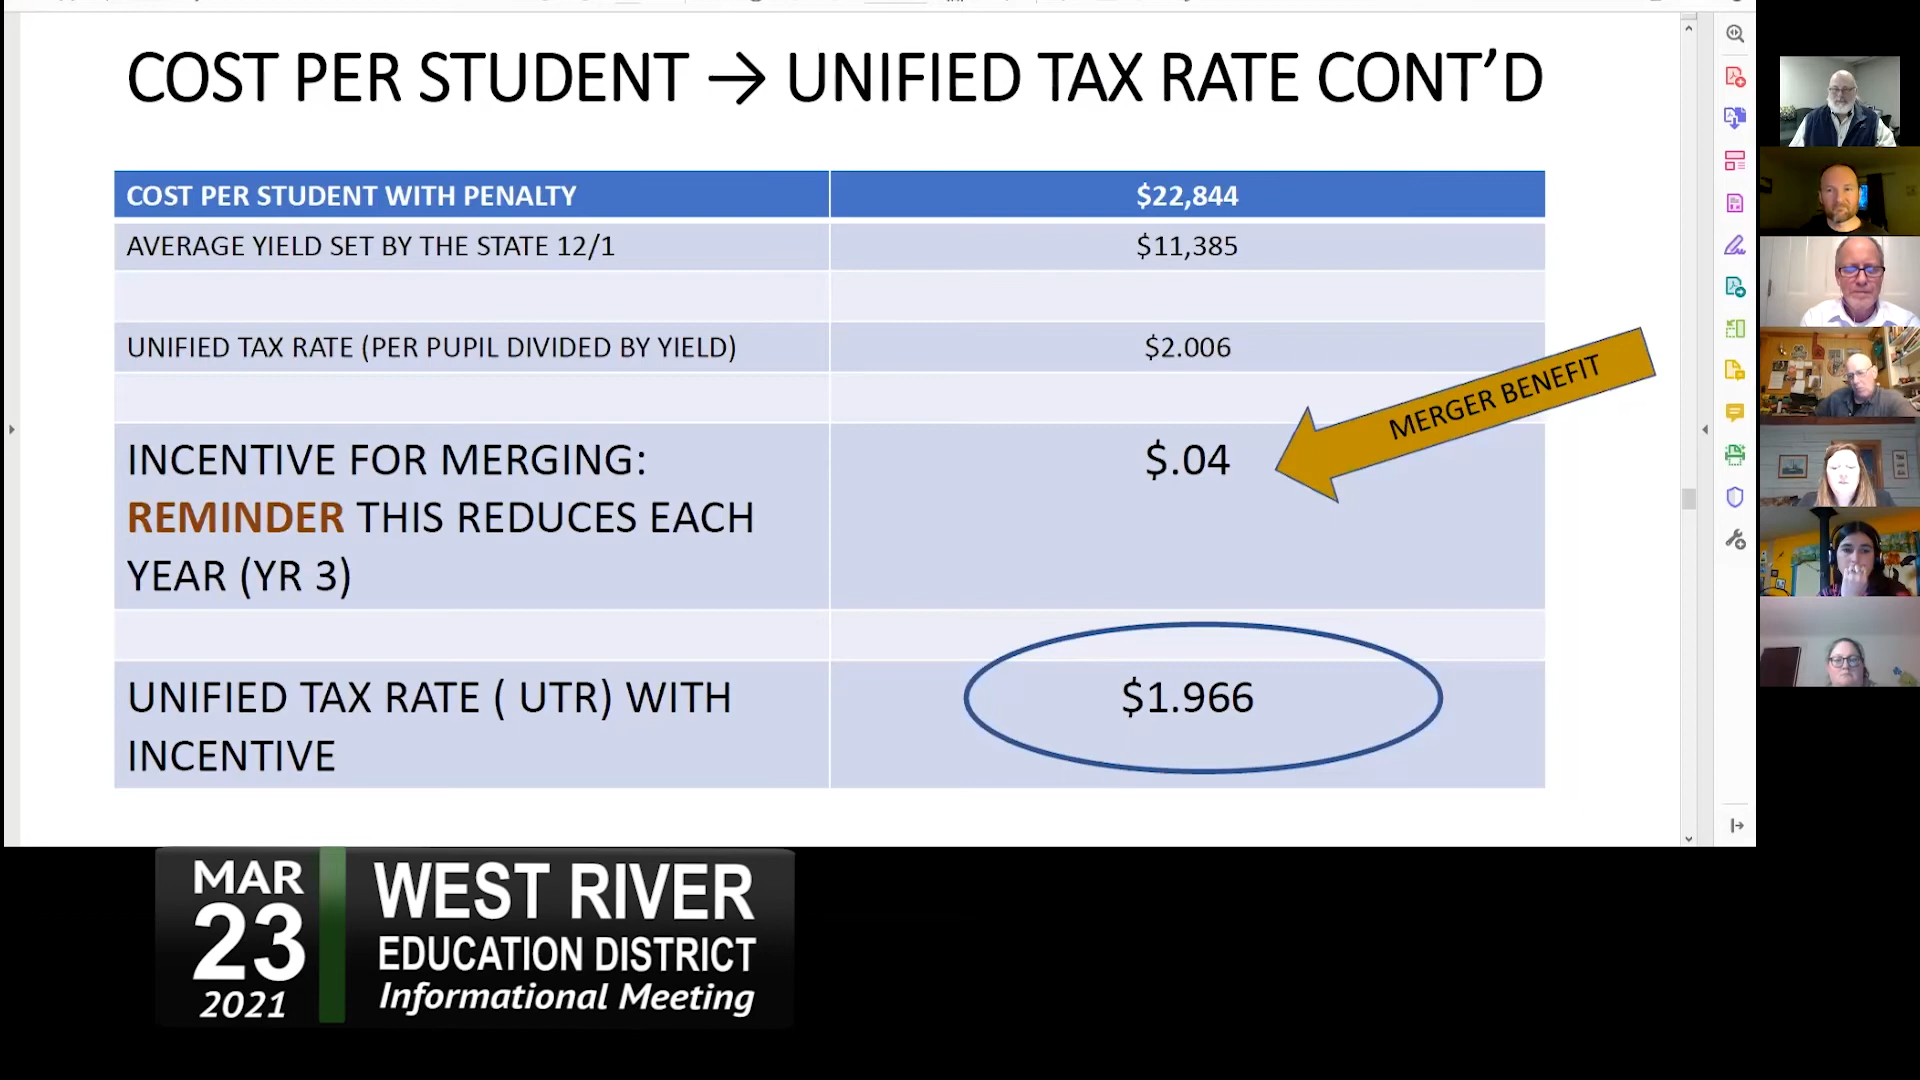 COST PER STUDENT → UNIFIED TAX RATE CONT’D
COST PER STUDENT WITH PENALTY
$22,844
AVERAGE YIELD SET BY THE STATE 12/1
$11,385
UNIFIED TAX RATE (PER PUPIL DIVIDED BY YIELD)
$2.006
MERGER BENEFIT
INCENTIVE FOR MERGING:
REMINDER THIS REDUCES EACH
YEAR (YR 3)
$.04
UNIFIED TAX RATE ( UTR) WITH
INCENTIVE
$1.966
MAR
23
2021
WEST RIVER
EDUCATION DISTRICT
Informational Meeting